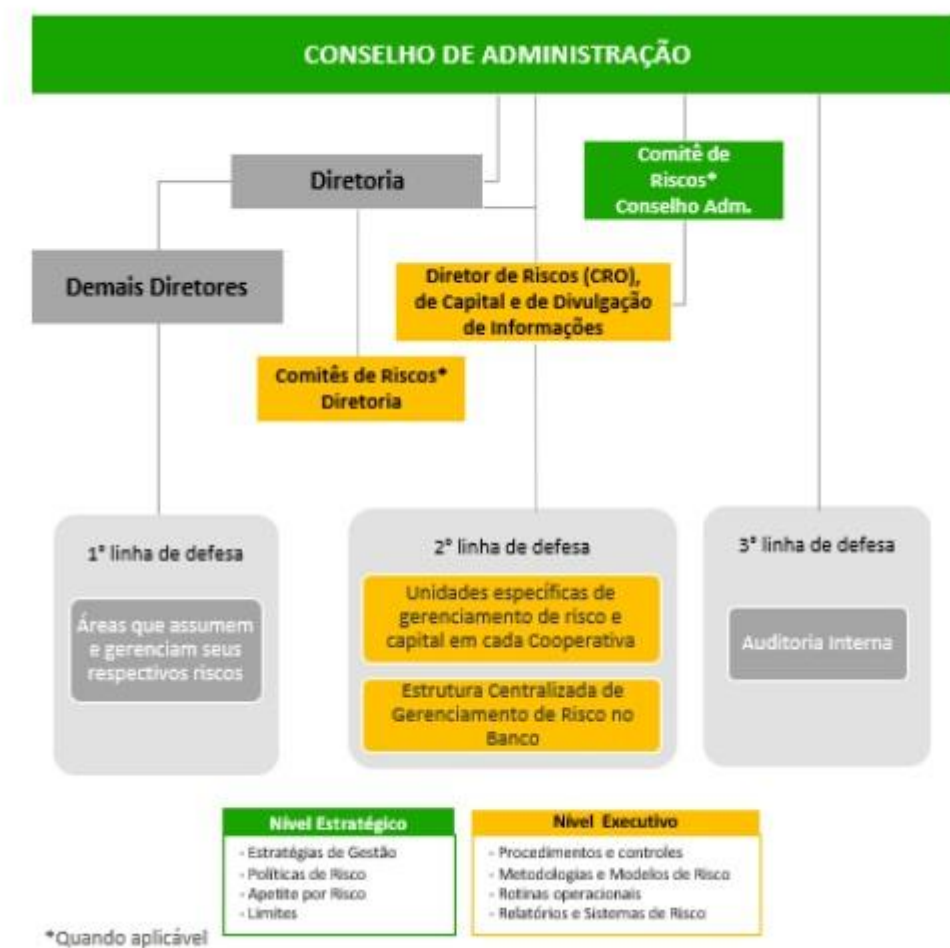 CONSELHO DE ADMINISTRAÇÃO
Diretoria
Comitê de
Riscos*
Conselho Adm.
Demais Diretores
Diretor de Riscos (CRO),
de Capital e de Divulgação
de Informações
Comitês de Riscos*
Diretoria
1° linha de defesa
Áreas que assumem
e gerenciam seus
respectivos riscos
2° linha de defesa
Unidades específicas de
gerenciamento de risco e
capital em cada Cooperativa
Estrutura Centralizada de
Gerenciamento de Risco no
Banco
3° linha de defesa
Auditoria Interna
Nível Estratégico
- Estratégias de Gestão
- Políticas de Risco
- Apetite por Risco
- Limites
Nível Executivo
- Procedimentos e controles
- Metodologias e Modelos de Risco
- Rotinas operacionais
- Relatórios e Sistemas de Risco
*Quando aplicável